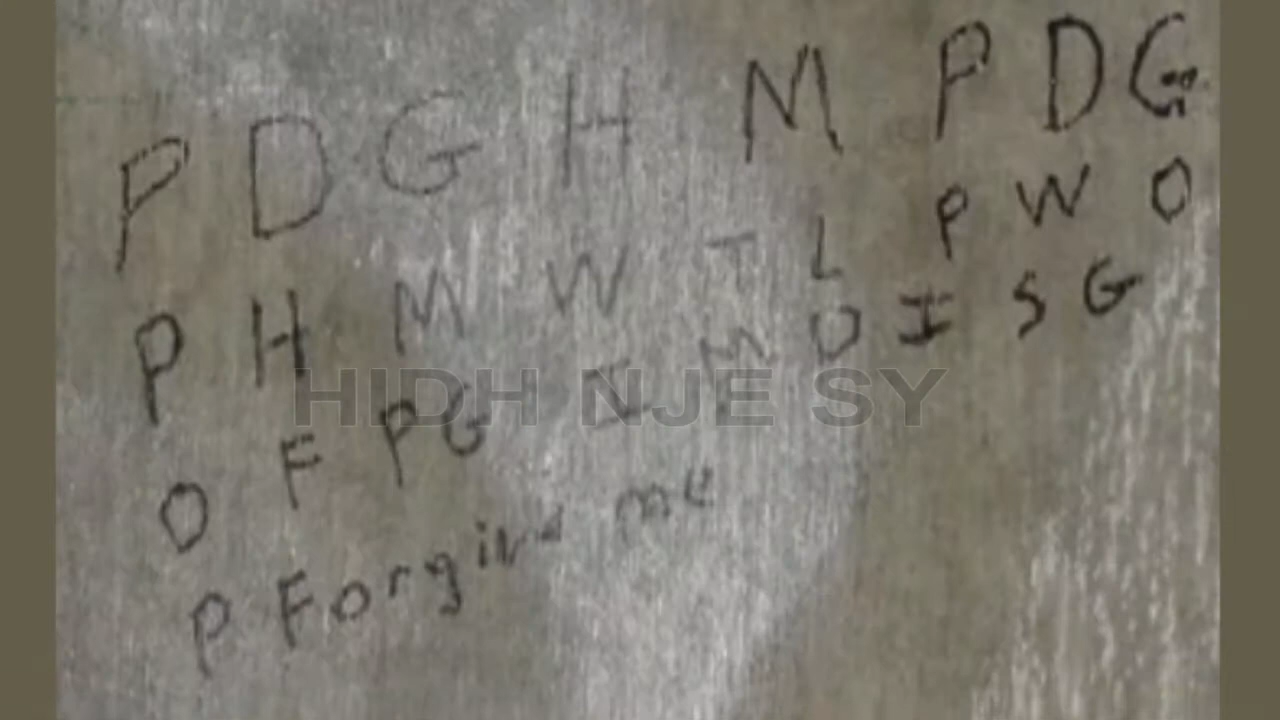 P D G H M P D G
P H M W T L P W O
O F P G I M D I S G
P Forgive me
HIDH NJE SY